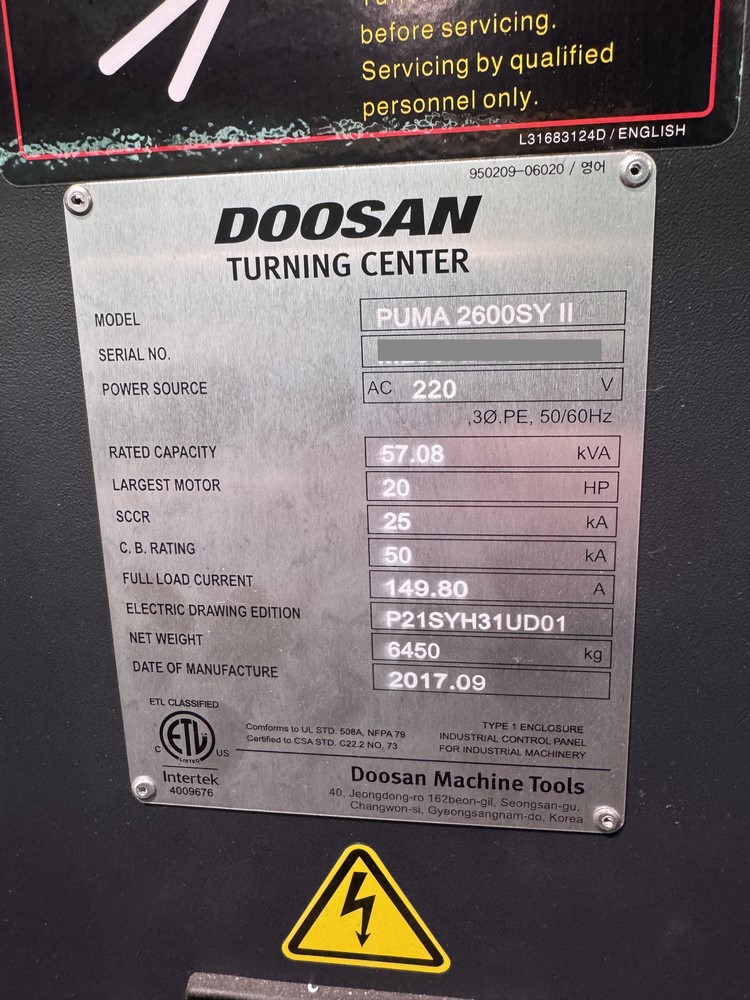 before servicing.
Servicing by qualified
personnel only.
L31683124D / ENGLISH
950209-06020 / 영어
DOOSAN
TURNING CENTER
MODEL PUMA 2600SY II
SERIAL NO.
POWER SOURCE AC 220 V
,3Ø.PE, 50/60Hz
RATED CAPACITY 57.08 kVA
LARGEST MOTOR 20 HP
SCCR 25 kA
C. B. RATING 50 kA
FULL LOAD CURRENT 149.80 A
ELECTRIC DRAWING EDITION P21SYH31UD01
NET WEIGHT 6450 kg
DATE OF MANUFACTURE 2017.09
ETL CLASSIFIED
C ETL US
LISTED
Intertek
4009676
Comforms to UL STD. 508A, NFPA 79
Certified to CSA STD. C22.2 NO. 73
TYPE 1 ENCLOSURE
INDUSTRIAL CONTROL PANEL
FOR INDUSTRIAL MACHINERY
Doosan Machine Tools
40, Jeongdong-ro 162beon-gil, Seongsan-gu,
Changwon-si, Gyeongsangnam-do, Korea